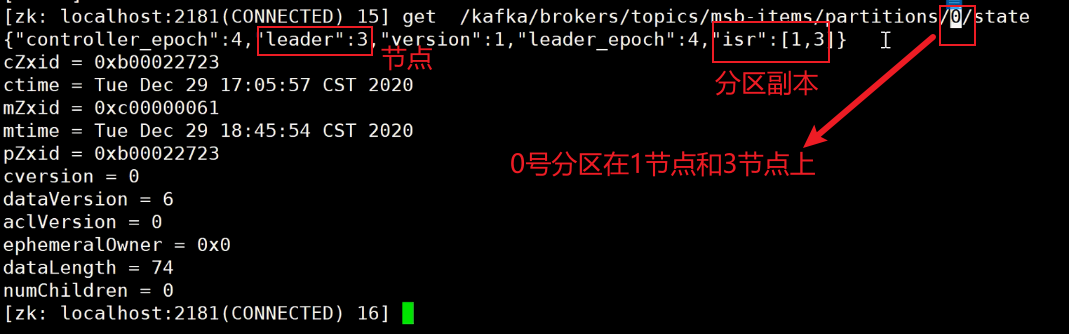 [zk: localhost:2181(CONNECTED) 15] get  /kafka/brokers/topics/msb-items/partitions/0/state
{"controller_epoch":4,"leader":3,"version":1,"leader_epoch":4,"isr":[1,3]}
节点
分区副本
cZxid = 0xb00022723
ctime = Tue Dec 29 17:05:57 CST 2020
mZxid = 0xc00000061
mtime = Tue Dec 29 18:45:54 CST 2020
pZxid = 0xb00022723
0号分区在1节点和3节点上
cversion = 0
dataVersion = 6
aclVersion = 0
ephemeralOwner = 0x0
dataLength = 74
numChildren = 0
[zk: localhost:2181(CONNECTED) 16]